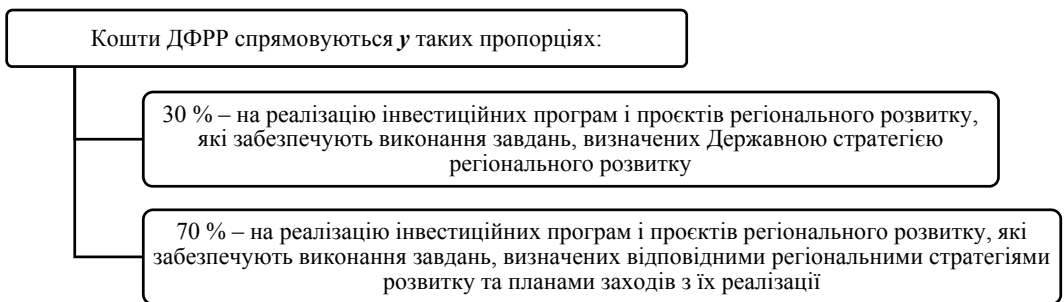 Кошти ДФРР спрямовуються у таких пропорціях:
30 % – на реалізацію інвестиційних програм і проєктів регіонального розвитку,
які забезпечують виконання завдань, визначених Державною стратегією
регіонального розвитку
70 % – на реалізацію інвестиційних програм і проєктів регіонального розвитку, які
забезпечують виконання завдань, визначених відповідними регіональними стратегіями
розвитку та планами заходів з їх реалізації